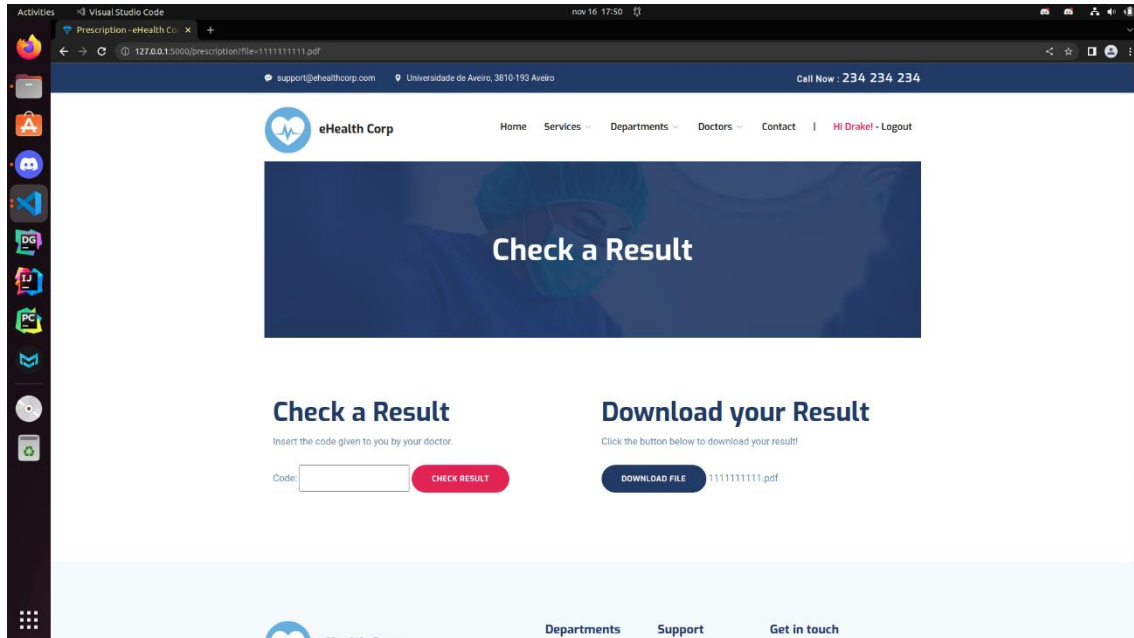 Activities Visual Studio Code nov 16 17:50
Prescription - eHealth Cor × +
127.0.0.1:5000/prescription?file=1111111111.pdf
support@ehealthcorp.com Universidade de Aveiro, 3810-193 Aveiro Call Now : 234 234 234
eHealth Corp Home Services Departments Doctors Contact | Hi Drake! - Logout
Check a Result
Check a Result Download your Result
Insert the code given to you by your doctor. Click the button below to download your result!
Code: CHECK RESULT DOWNLOAD FILE 1111111111.pdf
Departments Support Get in touch